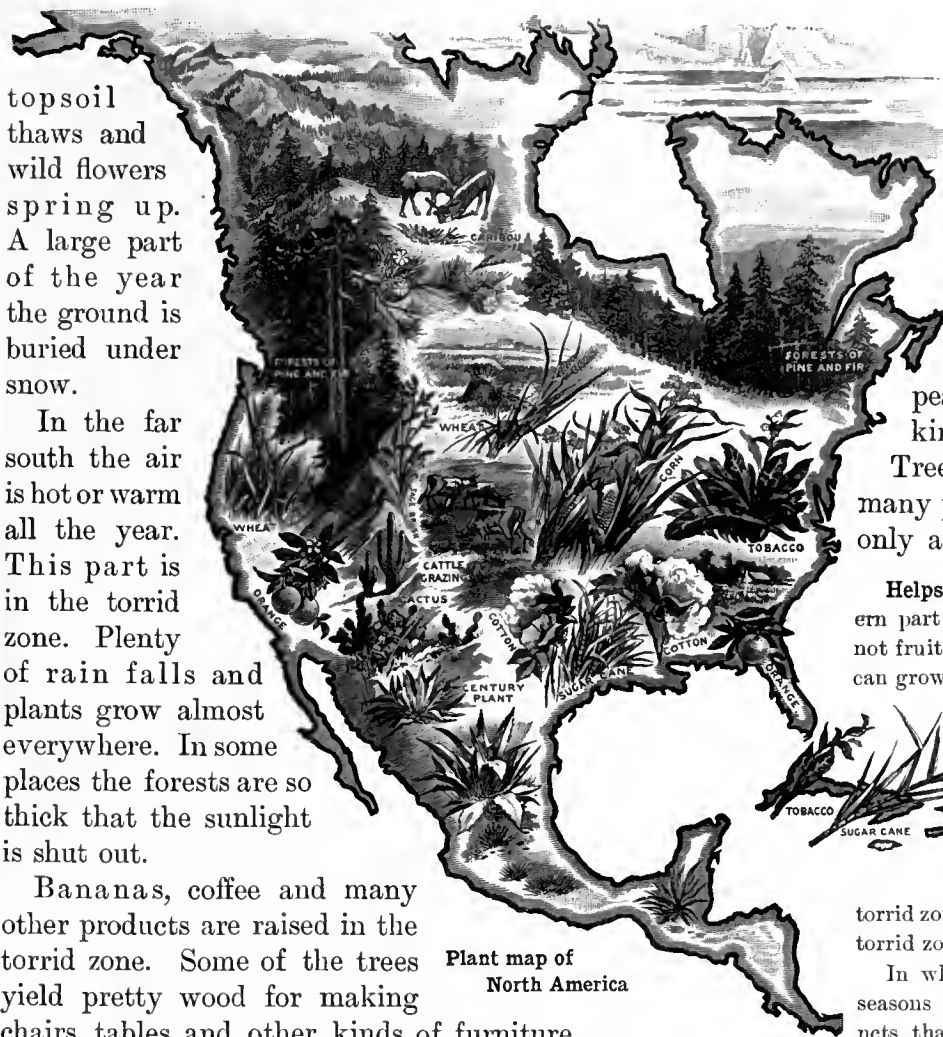 topsoil
thaws and
wild flowers
spring up.
A large part
of the year
the ground is
buried under
snow.
In the far
south the air
is hot or warm
all the year.
This part is
in the torrid
zone. Plenty
of rain falls and
plants grow almost
everywhere. In some
places the forests are so
thick that the sunlight
is shut out.
Bananas, coffee and many
other products are raised in the
torrid zone. Some of the trees
yield pretty wood for making
chairs, tables and other kinds of furniture
CARIBOU
FORESTS OF
PINE AND FIR
FORESTS OF
PINE AND FIR
WHEAT
CORN
TOBACCO
WHEAT
ORANGE
CATTLE
GRAZING
CACTUS
COTTON
COTTON
SUGAR CANE
ORANGE
CENTURY
PLANT
TOBACCO
SUGAR CANE
Plant map of
North America
Tree
many
only a
Helps
ern part
not fruit
can grow
torrid zo
torrid zo
In wh
seasons